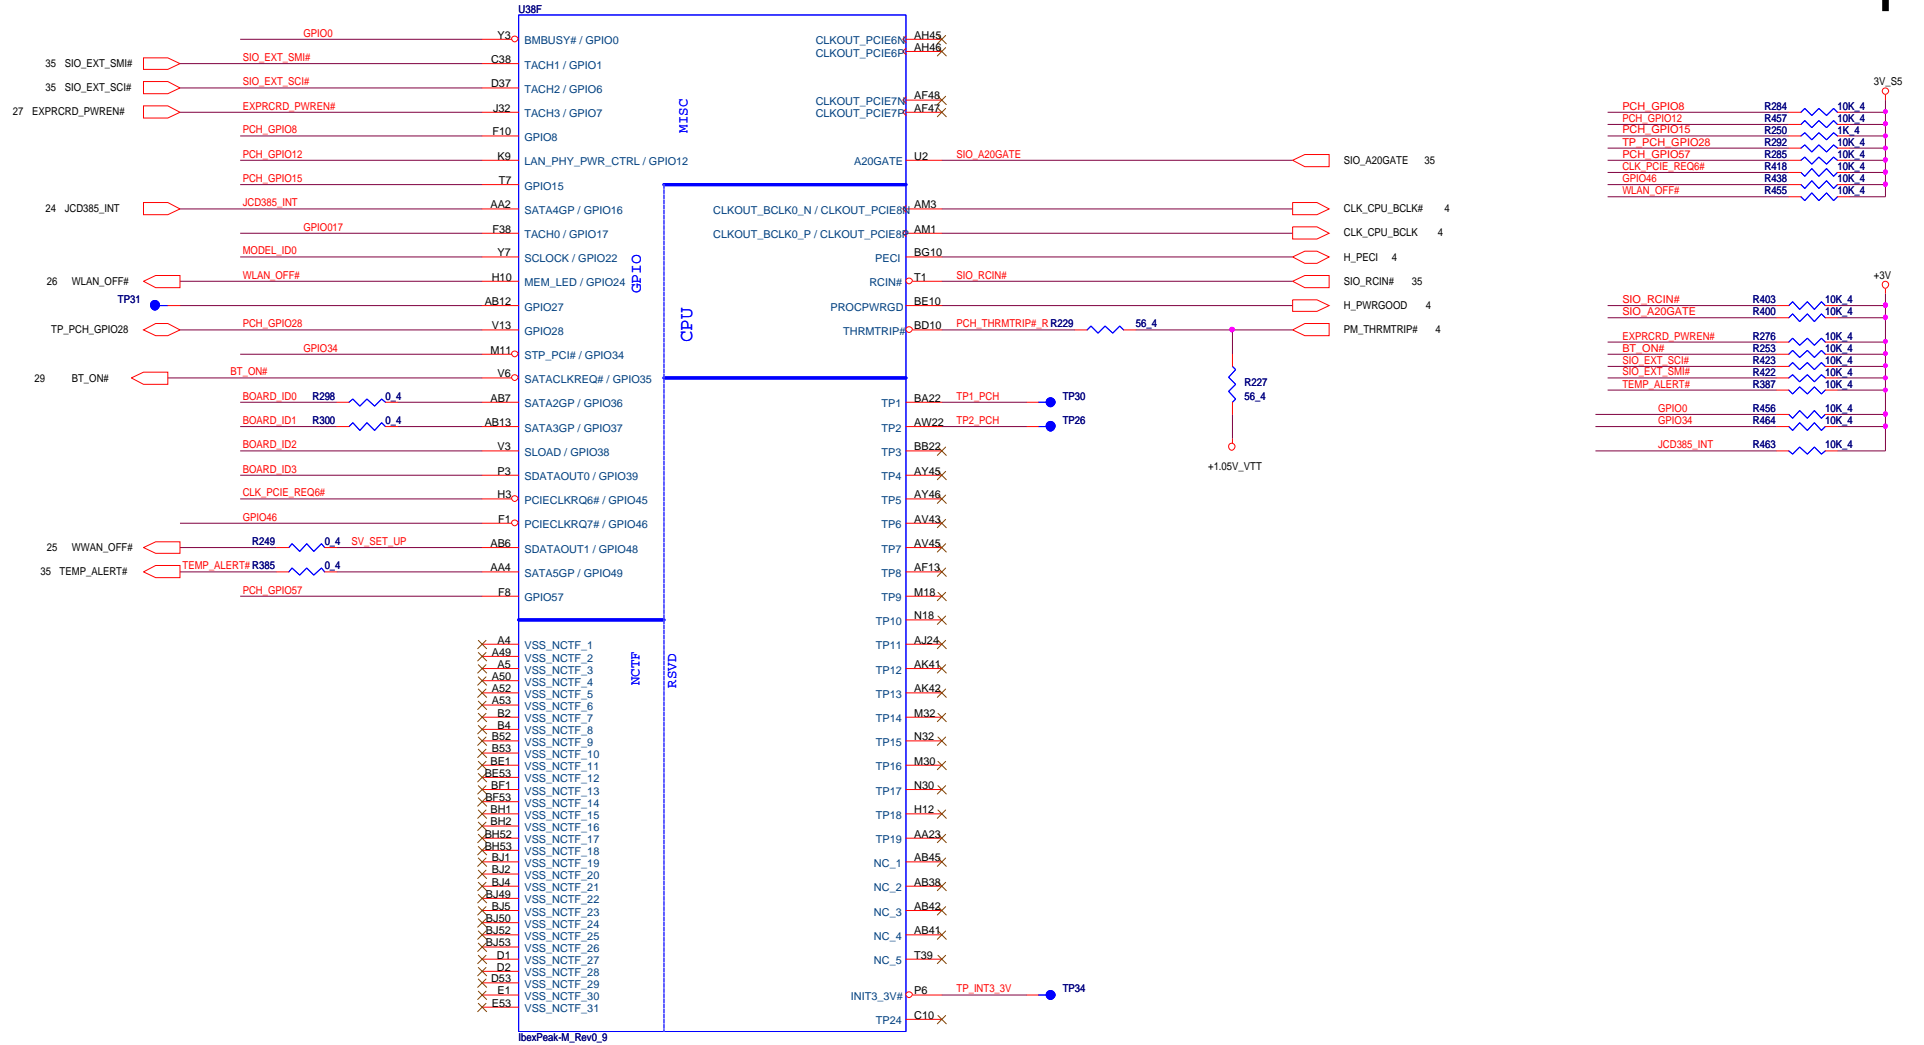 U38F
GPIO0 Y3 BMBUSY# / GPIO0
35 SIO_EXT_SMI# SIO_EXT_SMI# C38 TACH1 / GPIO1
35 SIO_EXT_SCI# SIO_EXT_SCI# D37 TACH2 / GPIO6
27 EXPRCRD_PWREN# EXPRCRD_PWREN# J32 TACH3 / GPIO7
PCH_GPIO8 F10 GPIO8
PCH_GPIO12 K9 LAN_PHY_PWR_CTRL / GPIO12
PCH_GPIO15 T7 GPIO15
24 JCD385_INT JCD385_INT AA2 SATA4GP / GPIO16
GPIO017 F38 TACH0 / GPIO17
MODEL_ID0 Y7 SCLOCK / GPIO22
26 WLAN_OFF# WLAN_OFF# H10 MEM_LED / GPIO24
TP31 AB12 GPIO27
TP_PCH_GPIO28 PCH_GPIO28 V13 GPIO28
GPIO34 M11 STP_PCI# / GPIO34
29 BT_ON# BT_ON# V6 SATACLKREQ# / GPIO35
BOARD_ID0 R298 0_4 AB7 SATA2GP / GPIO36
BOARD_ID1 R300 0_4 AB13 SATA3GP / GPIO37
BOARD_ID2 V3 SLOAD / GPIO38
BOARD_ID3 P3 SDATAOUT0 / GPIO39
CLK_PCIE_REQ6# H3 PCIECLKRQ6# / GPIO45
GPIO46 F1 PCIECLKRQ7# / GPIO46
25 WWAN_OFF# R249 0_4 SV_SET_UP AB6 SDATAOUT1 / GPIO48
35 TEMP_ALERT# TEMP_ALERT# R385 0_4 AA4 SATA5GP / GPIO49
PCH_GPIO57 F8 GPIO57
A4 VSS_NCTF_1
A49 VSS_NCTF_2
A5 VSS_NCTF_3
A50 VSS_NCTF_4
A52 VSS_NCTF_5
A53 VSS_NCTF_6
B2 VSS_NCTF_7
B4 VSS_NCTF_8
B52 VSS_NCTF_9
B53 VSS_NCTF_10
BE1 VSS_NCTF_11
BE53 VSS_NCTF_12
BF1 VSS_NCTF_13
BF53 VSS_NCTF_14
BH1 VSS_NCTF_15
BH2 VSS_NCTF_16
BH52 VSS_NCTF_17
BH53 VSS_NCTF_18
BJ1 VSS_NCTF_19
BJ2 VSS_NCTF_20
BJ4 VSS_NCTF_21
BJ49 VSS_NCTF_22
BJ5 VSS_NCTF_23
BJ50 VSS_NCTF_24
BJ52 VSS_NCTF_25
BJ53 VSS_NCTF_26
D1 VSS_NCTF_27
D2 VSS_NCTF_28
D53 VSS_NCTF_29
E1 VSS_NCTF_30
E53 VSS_NCTF_31
IbexPeak-M_Rev0_9
MISC
GPIO
CPU
NCTF
RSVD
CLKOUT_PCIE6N AH45
CLKOUT_PCIE6P AH46
CLKOUT_PCIE7N AF48
CLKOUT_PCIE7P AF47
A20GATE U2 SIO_A20GATE SIO_A20GATE 35
CLKOUT_BCLK0_N / CLKOUT_PCIE8N AM3 CLK_CPU_BCLK# 4
CLKOUT_BCLK0_P / CLKOUT_PCIE8P AM1 CLK_CPU_BCLK 4
PECI BG10 H_PECI 4
RCIN# T1 SIO_RCIN# SIO_RCIN# 35
PROCPWRGD BE10 H_PWRGOOD 4
THRMTRIP# BD10 PCH_THRMTRIP#_R R229 56_4 PM_THRMTRIP# 4
R227
56_4
+1.05V_VTT
TP1 BA22 TP1_PCH TP30
TP2 AW22 TP2_PCH TP26
TP3 BB22
TP4 AY45
TP5 AY46
TP6 AV43
TP7 AV45
TP8 AF13
TP9 M18
TP10 N18
TP11 AJ24
TP12 AK41
TP13 AK42
TP14 M32
TP15 N32
TP16 M30
TP17 N30
TP18 H12
TP19 AA23
NC_1 AB45
NC_2 AB38
NC_3 AB42
NC_4 AB41
NC_5 T39
INIT3_3V# P6 TP_INT3_3V TP34
TP24 C10
3V_S5
PCH_GPIO8 R284 10K_4
PCH_GPIO12 R457 10K_4
PCH_GPIO15 R250 1K_4
TP_PCH_GPIO28 R292 10K_4
PCH_GPIO57 R285 10K_4
CLK_PCIE_REQ6# R418 10K_4
GPIO46 R438 10K_4
WLAN_OFF# R455 10K_4
+3V
SIO_RCIN# R403 10K_4
SIO_A20GATE R400 10K_4
EXPRCRD_PWREN# R276 10K_4
BT_ON# R253 10K_4
SIO_EXT_SCI# R423 10K_4
SIO_EXT_SMI# R422 10K_4
TEMP_ALERT# R387 10K_4
GPIO0 R456 10K_4
GPIO34 R464 10K_4
JCD385_INT R463 10K_4